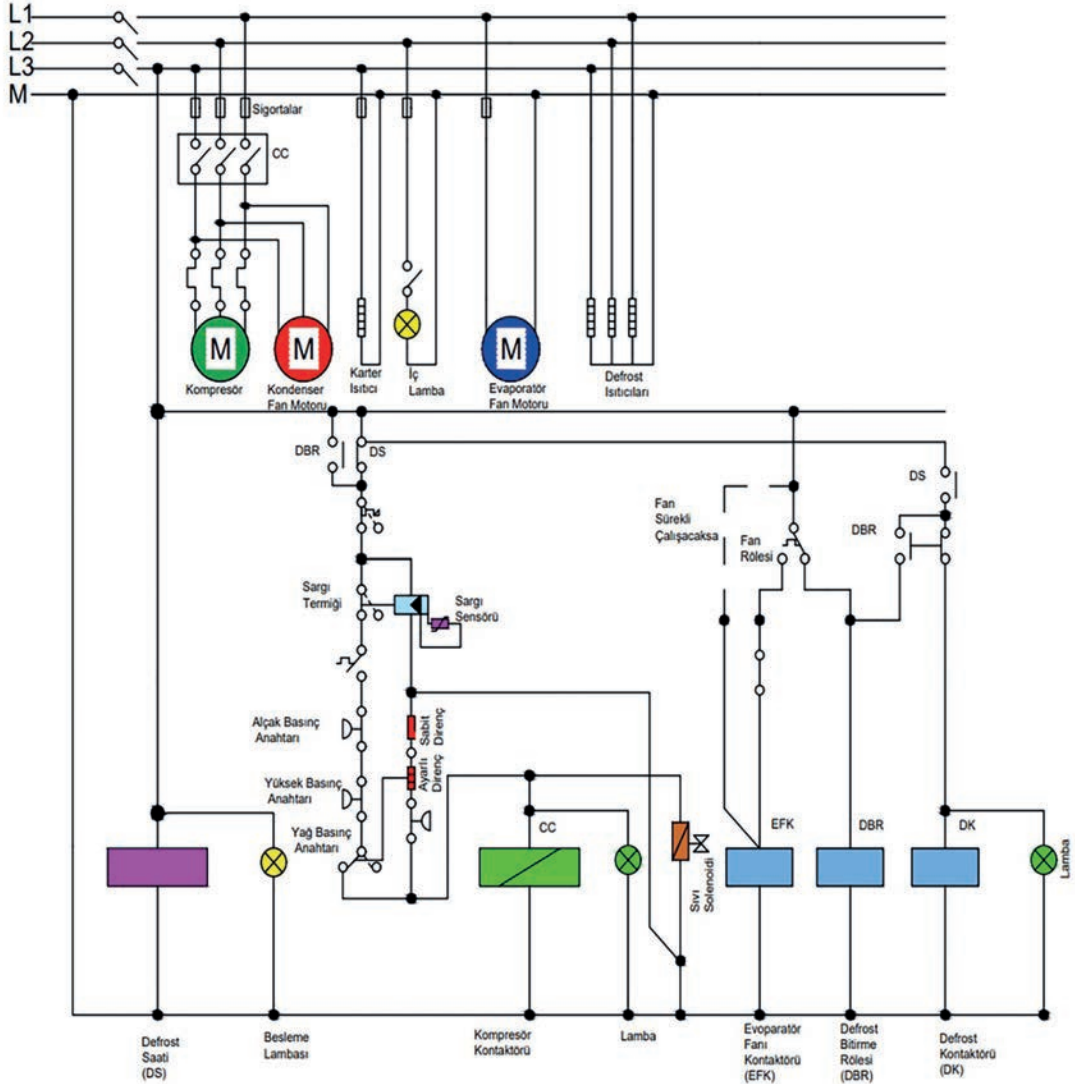 L1
L2
L3
M
Sigortalar
CC
M
M
M
Kompresör
Kondenser
Fan Motoru
Karter
Isıtıcı
İç
Lamba
Evaporatör
Fan Motoru
Defrost
Isıtıcıları
DBR
DS
DS
Fan
Sürekli
Çalışacaksa
Fan
Rölesi
DBR
Sargı
Termiği
Sargı
Sensörü
Alçak Basınç
Anahtarı
Sabit
Direnç
Yüksek Basınç
Anahtarı
Ayarlı
Direnç
Yağ Basınç
Anahtarı
CC
Sıvı
Solenoidi
EFK
DBR
DK
Lamba
Defrost
Saati
(DS)
Besleme
Lambası
Kompresör
Kontaktörü
Lamba
Evoparatör
Fanı
Kontaktörü
(EFK)
Defrost
Bitirme
Rölesi
(DBR)
Defrost
Kontaktörü
(DK)